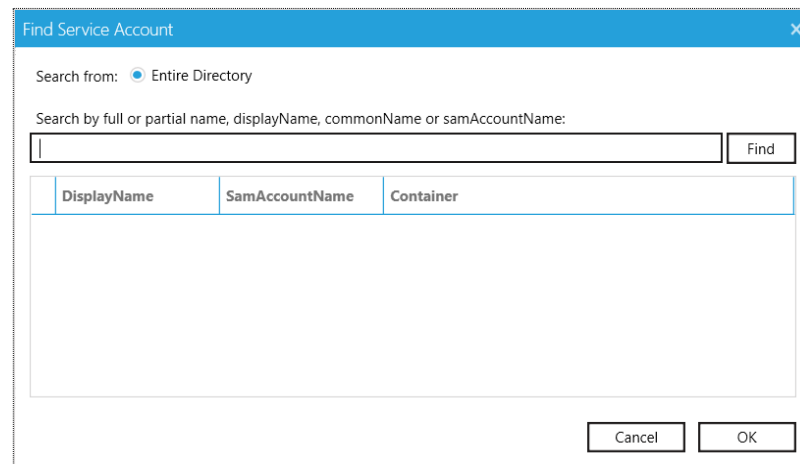 Find Service Account
Search from: Entire Directory
Search by full or partial name, displayName, commonName or samAccountName:
Find
DisplayName SamAccountName Container
Cancel OK